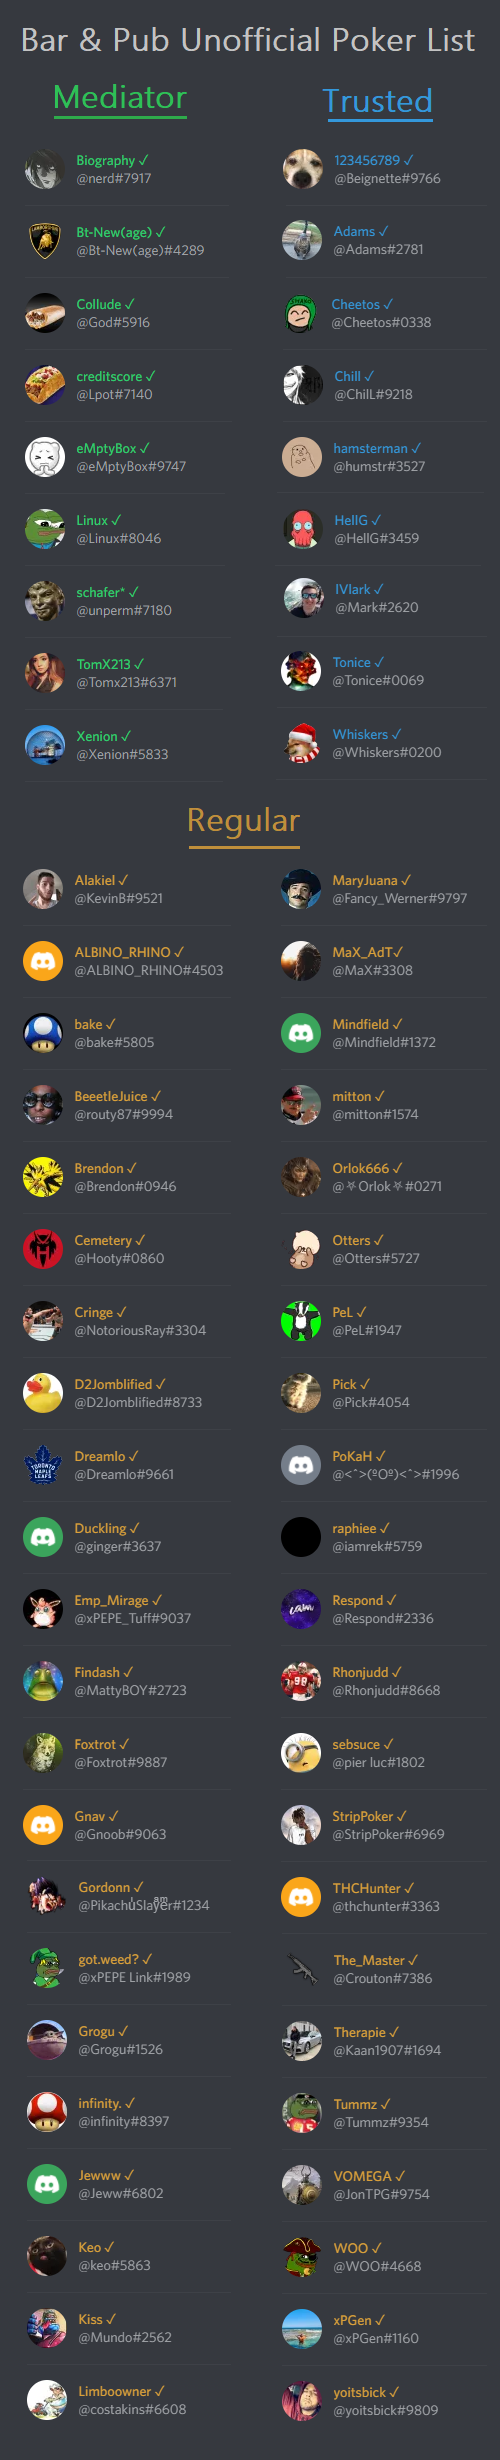 Bar & Pub Unofficial Poker List
Mediator
Biography ✓
@nerd#7917
Bt-New(age) ✓
@Bt-New(age)#4289
Collude ✓
@God#5916
creditscore ✓
@Lpot#7140
eMptyBox ✓
@eMptyBox#9747
Linux ✓
@Linux#8046
schafer* ✓
@unperm#7180
TomX213 ✓
@Tomx213#6371
Xenion ✓
@Xenion#5833
Trusted
123456789 ✓
@Beignette#9766
Adams ✓
@Adams#2781
Cheetos ✓
@Cheetos#0338
Chill ✓
@ChilL#9218
hamsterman ✓
@humstr#3527
HellG ✓
@HellG#3459
IVIark ✓
@Mark#2620
Tonice ✓
@Tonice#0069
Whiskers ✓
@Whiskers#0200
Regular
Alakiel ✓
@KevinB#9521
ALBINO_RHINO ✓
@ALBINO_RHINO#4503
bake ✓
@bake#5805
BeeetleJuice ✓
@routy87#9994
Brendon ✓
@Brendon#0946
Cemetery ✓
@Hooty#0860
Cringe ✓
@NotoriousRay#3304
D2Jomblified ✓
@D2Jomblified#8733
Dreamlo ✓
@Dreamlo#9661
TORONTO
MAPLE
LEAFS
Duckling ✓
@ginger#3637
Emp_Mirage ✓
@xPEPE_Tuff#9037
Findash ✓
@MattyBOY#2723
Foxtrot ✓
@Foxtrot#9887
Gnav ✓
@Gnoob#9063
Gordonn ✓
@PikachuͥSlayeͣͫr#1234
got.weed? ✓
@xPEPE Link#1989
Grogu ✓
@Grogu#1526
infinity. ✓
@infinity#8397
Jewww ✓
@Jeww#6802
Keo ✓
@keo#5863
Kiss ✓
@Mundo#2562
Limboowner ✓
@costakins#6608
MaryJuana ✓
@Fancy_Werner#9797
MaX_AdT✓
@MaX#3308
Mindfield ✓
@Mindfield#1372
mitton ✓
@mitton#1574
Orlok666 ✓
@⛧Orlok⛧#0271
Otters ✓
@Otters#5727
PeL ✓
@PeL#1947
Pick ✓
@Pick#4054
PoKaH ✓
@<ˆ>(ºOº)<ˆ>#1996
raphiee ✓
@iamrek#5759
Respond ✓
@Respond#2336
Rhonjudd ✓
@Rhonjudd#8668
98
sebsuce ✓
@pier luc#1802
StripPoker ✓
@StripPoker#6969
THCHunter ✓
@thchunter#3363
The_Master ✓
@Crouton#7386
Therapie ✓
@Kaan1907#1694
Tummz ✓
@Tummz#9354
VOMEGA ✓
@JonTPG#9754
WOO ✓
@WOO#4668
xPGen ✓
@xPGen#1160
yoitsbick ✓
@yoitsbick#9809